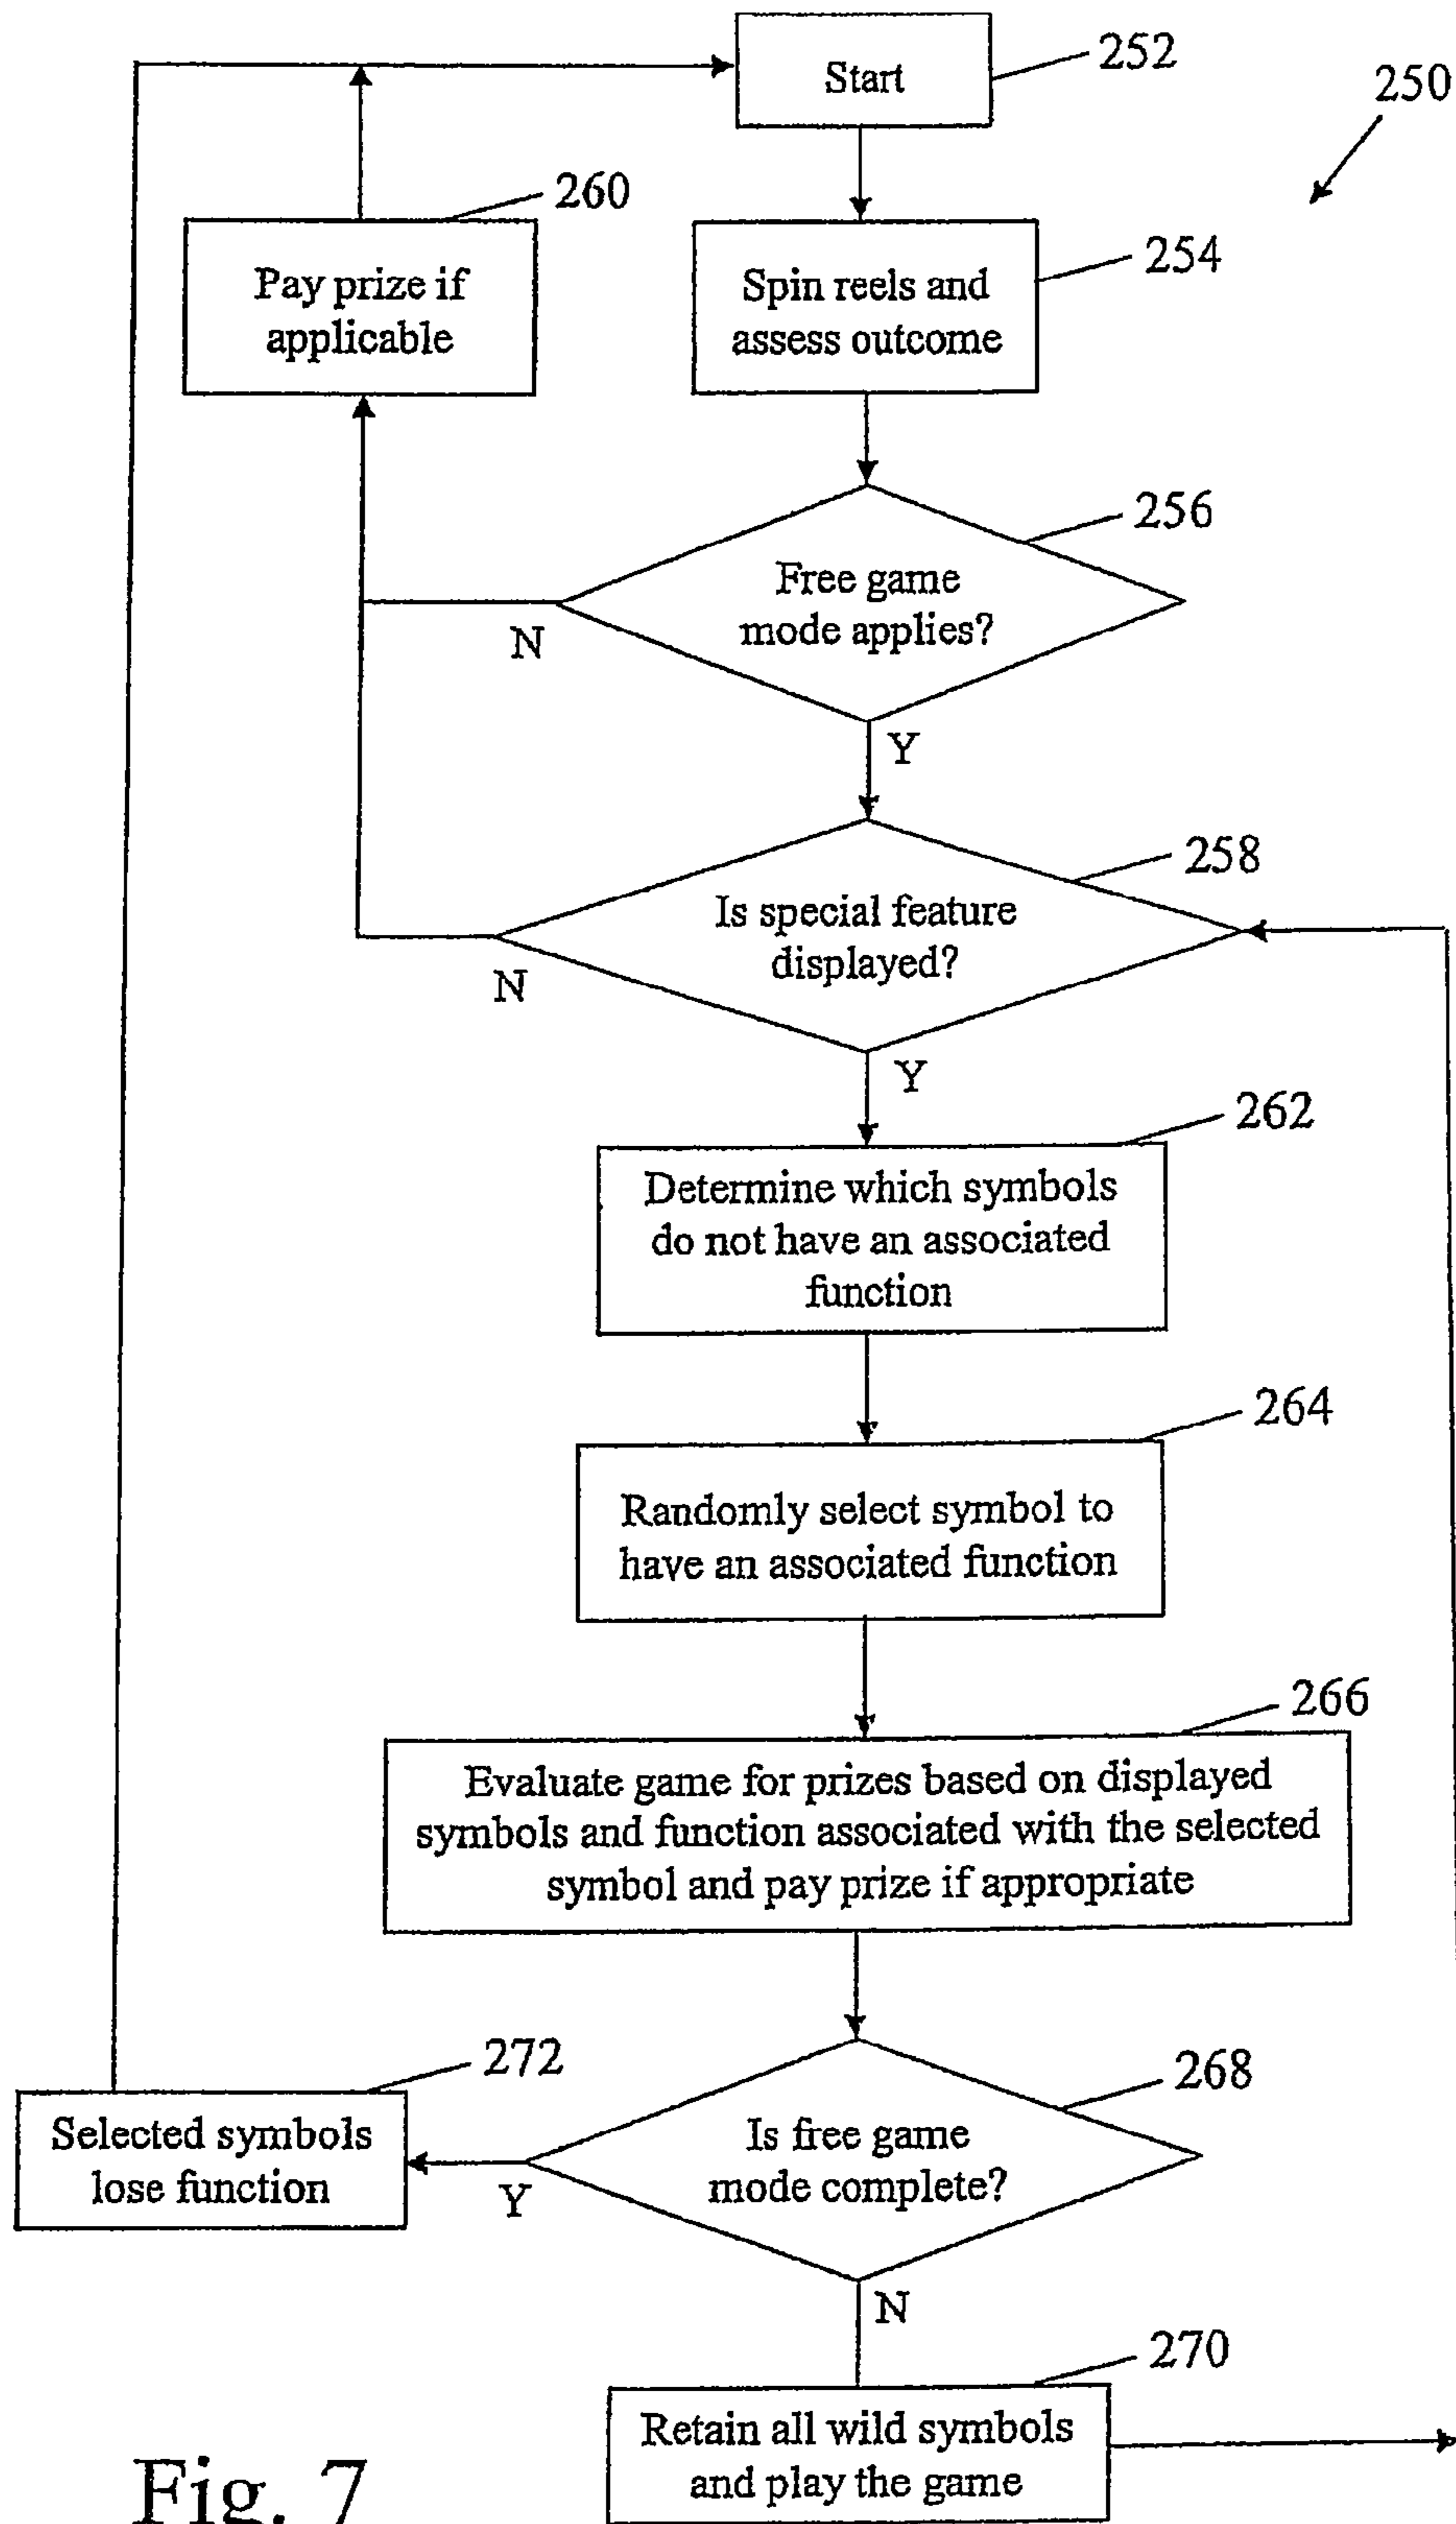 Start
252
250
260
Pay prize if
applicable
254
Spin reels and
assess outcome
256
Free game
mode applies?
N
Y
258
Is special feature
displayed?
N
Y
262
Determine which symbols
do not have an associated
function
264
Randomly select symbol to
have an associated function
266
Evaluate game for prizes based on displayed
symbols and function associated with the selected
symbol and pay prize if appropriate
272
Selected symbols
lose function
268
Is free game
mode complete?
Y
N
270
Retain all wild symbols
and play the game
Fig. 7